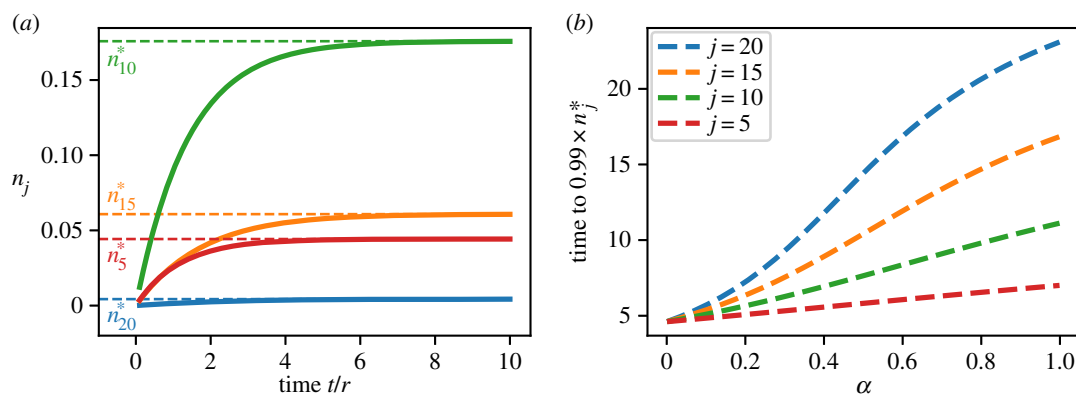 (a)
n*10
n*15
n*5
n*20
0.15
0.10
0.05
0
nj
0 2 4 6 8 10
time t/r
(b)
j = 20
j = 15
j = 10
j = 5
20
15
10
5
time to 0.99 × n*j
0 0.2 0.4 0.6 0.8 1.0
α